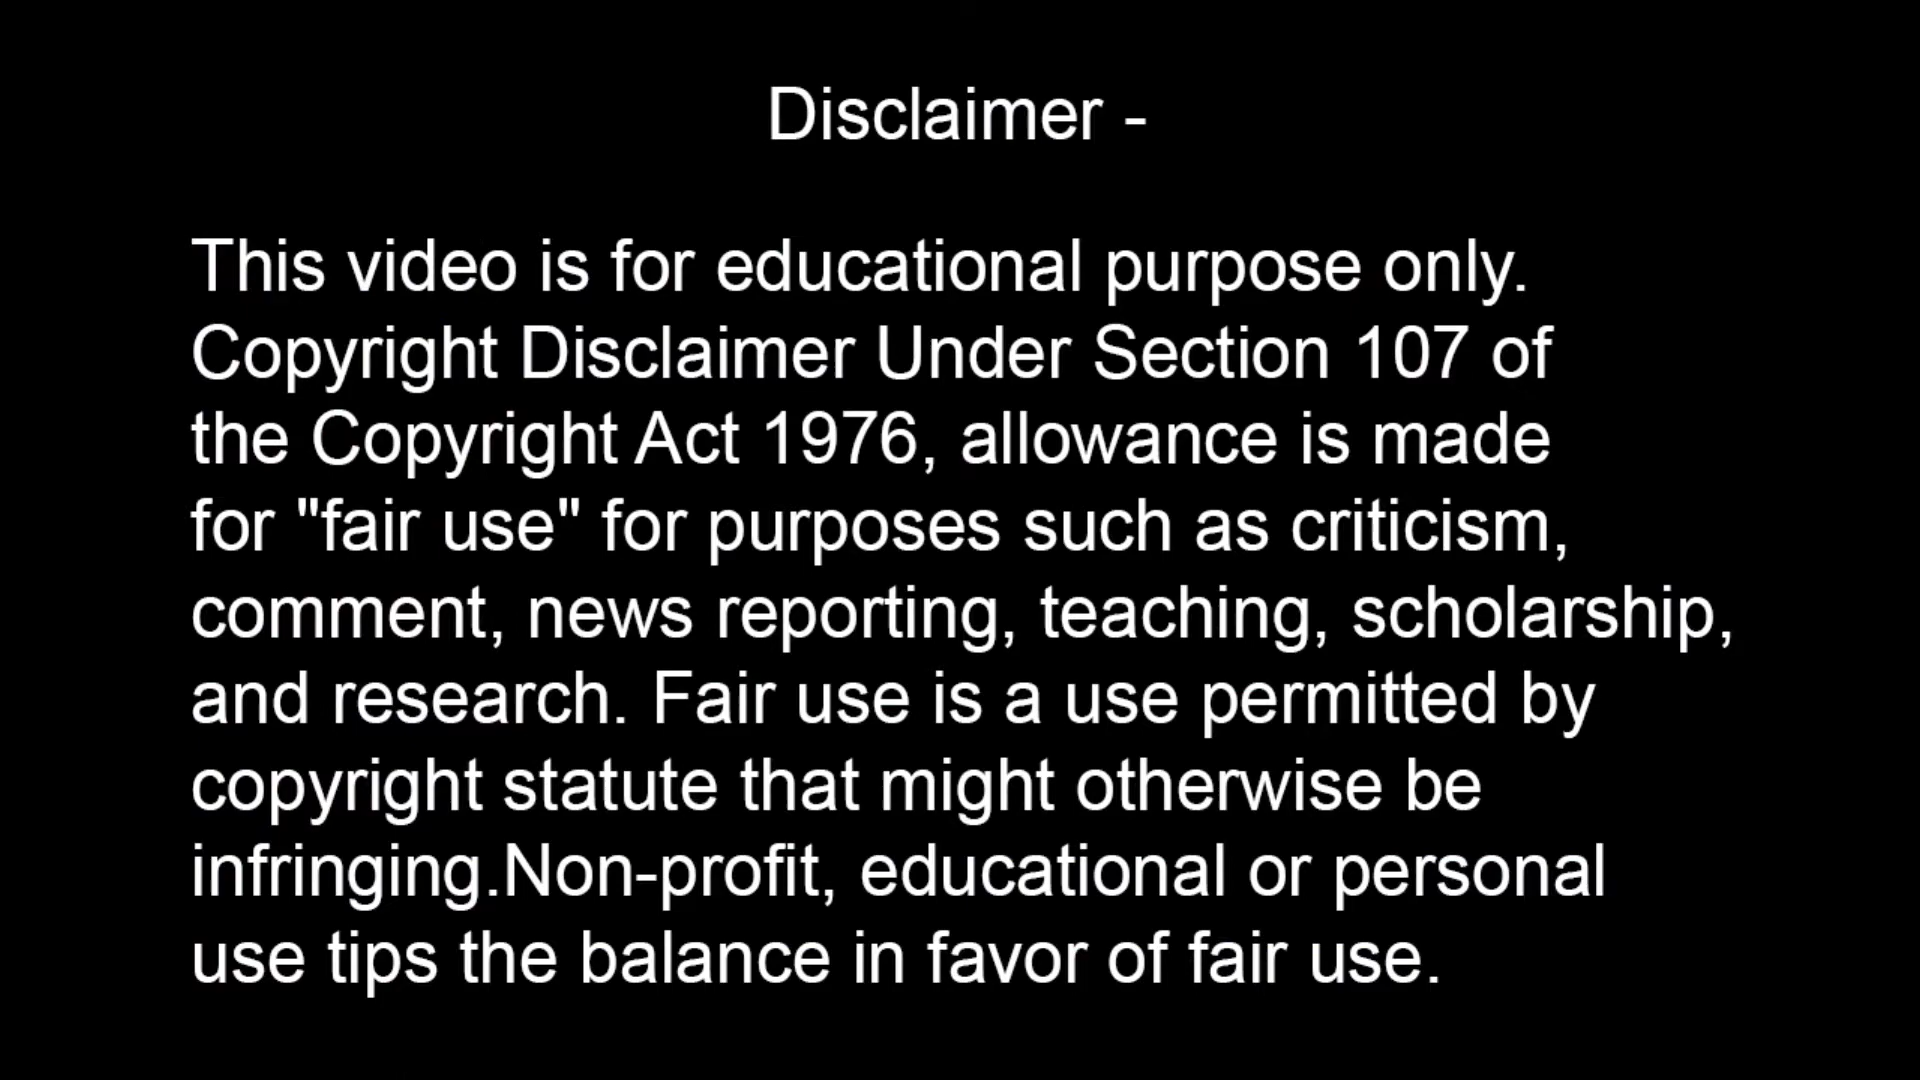 Disclaimer -
This video is for educational purpose only.
Copyright Disclaimer Under Section 107 of
the Copyright Act 1976, allowance is made
for "fair use" for purposes such as criticism,
comment, news reporting, teaching, scholarship,
and research. Fair use is a use permitted by
copyright statute that might otherwise be
infringing.Non-profit, educational or personal
use tips the balance in favor of fair use.